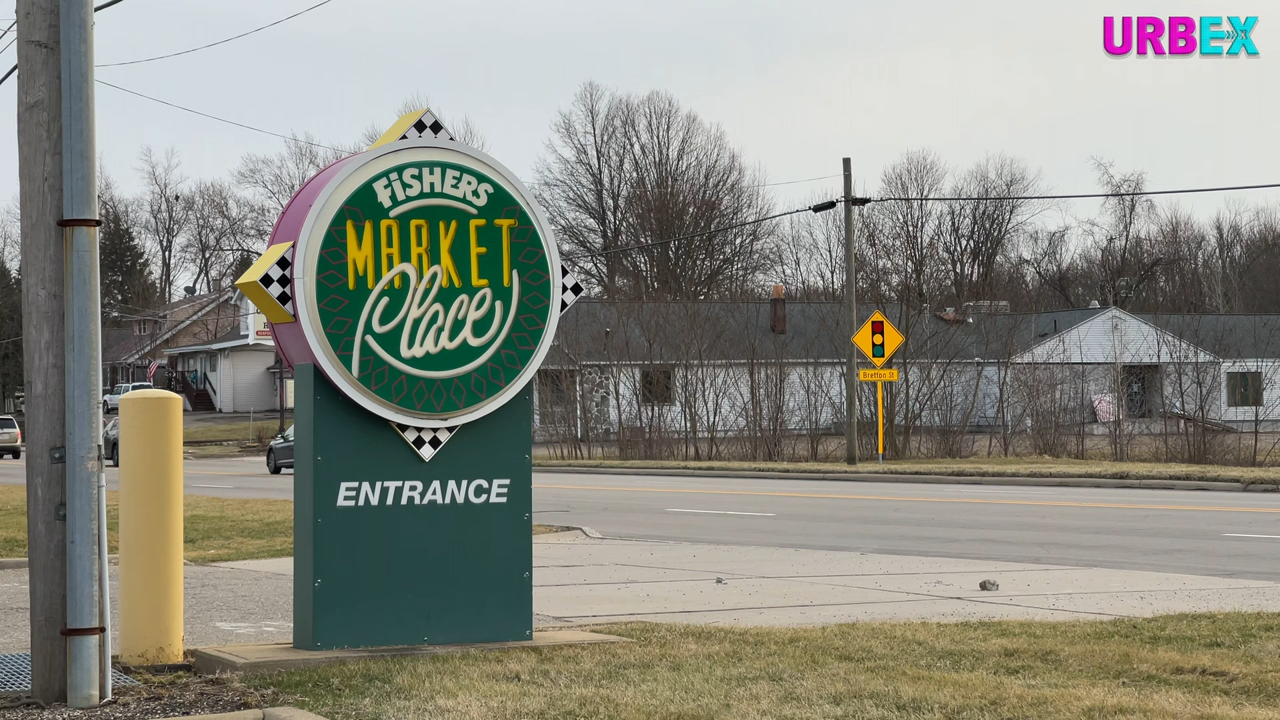 URBEX
FiSHERS
MARKET
Place
Bretton St
ENTRANCE